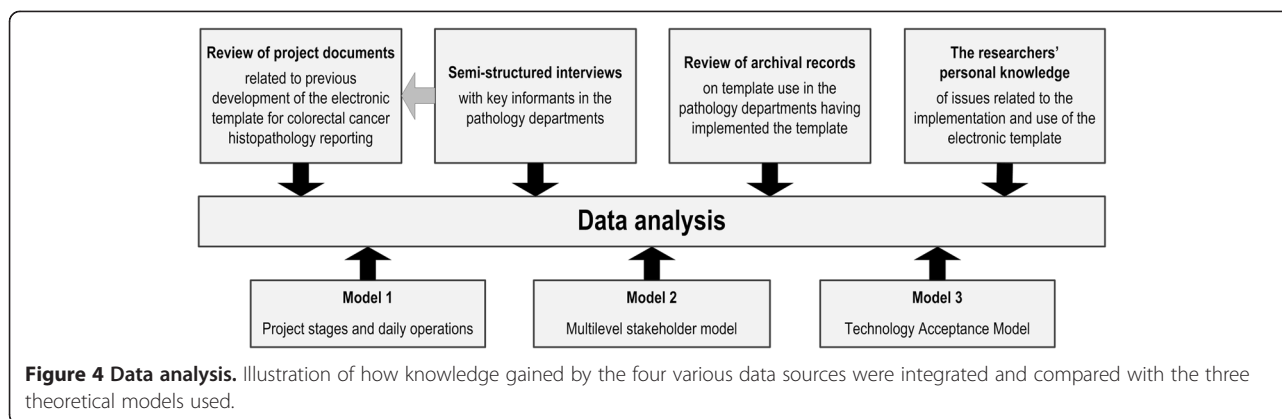 Review of project documents
related to previous
development of the electronic
template for colorectal cancer
histopathology reporting
Semi-structured interviews
with key informants in the
pathology departments
Review of archival records
on template use in the
pathology departments having
implemented the template
The researchers'
personal knowledge
of issues related to the
implementation and use of the
electronic template
Data analysis
Model 1
Project stages and daily operations
Model 2
Multilevel stakeholder model
Model 3
Technology Acceptance Model
Figure 4 Data analysis. Illustration of how knowledge gained by the four various data sources were integrated and compared with the three
theoretical models used.